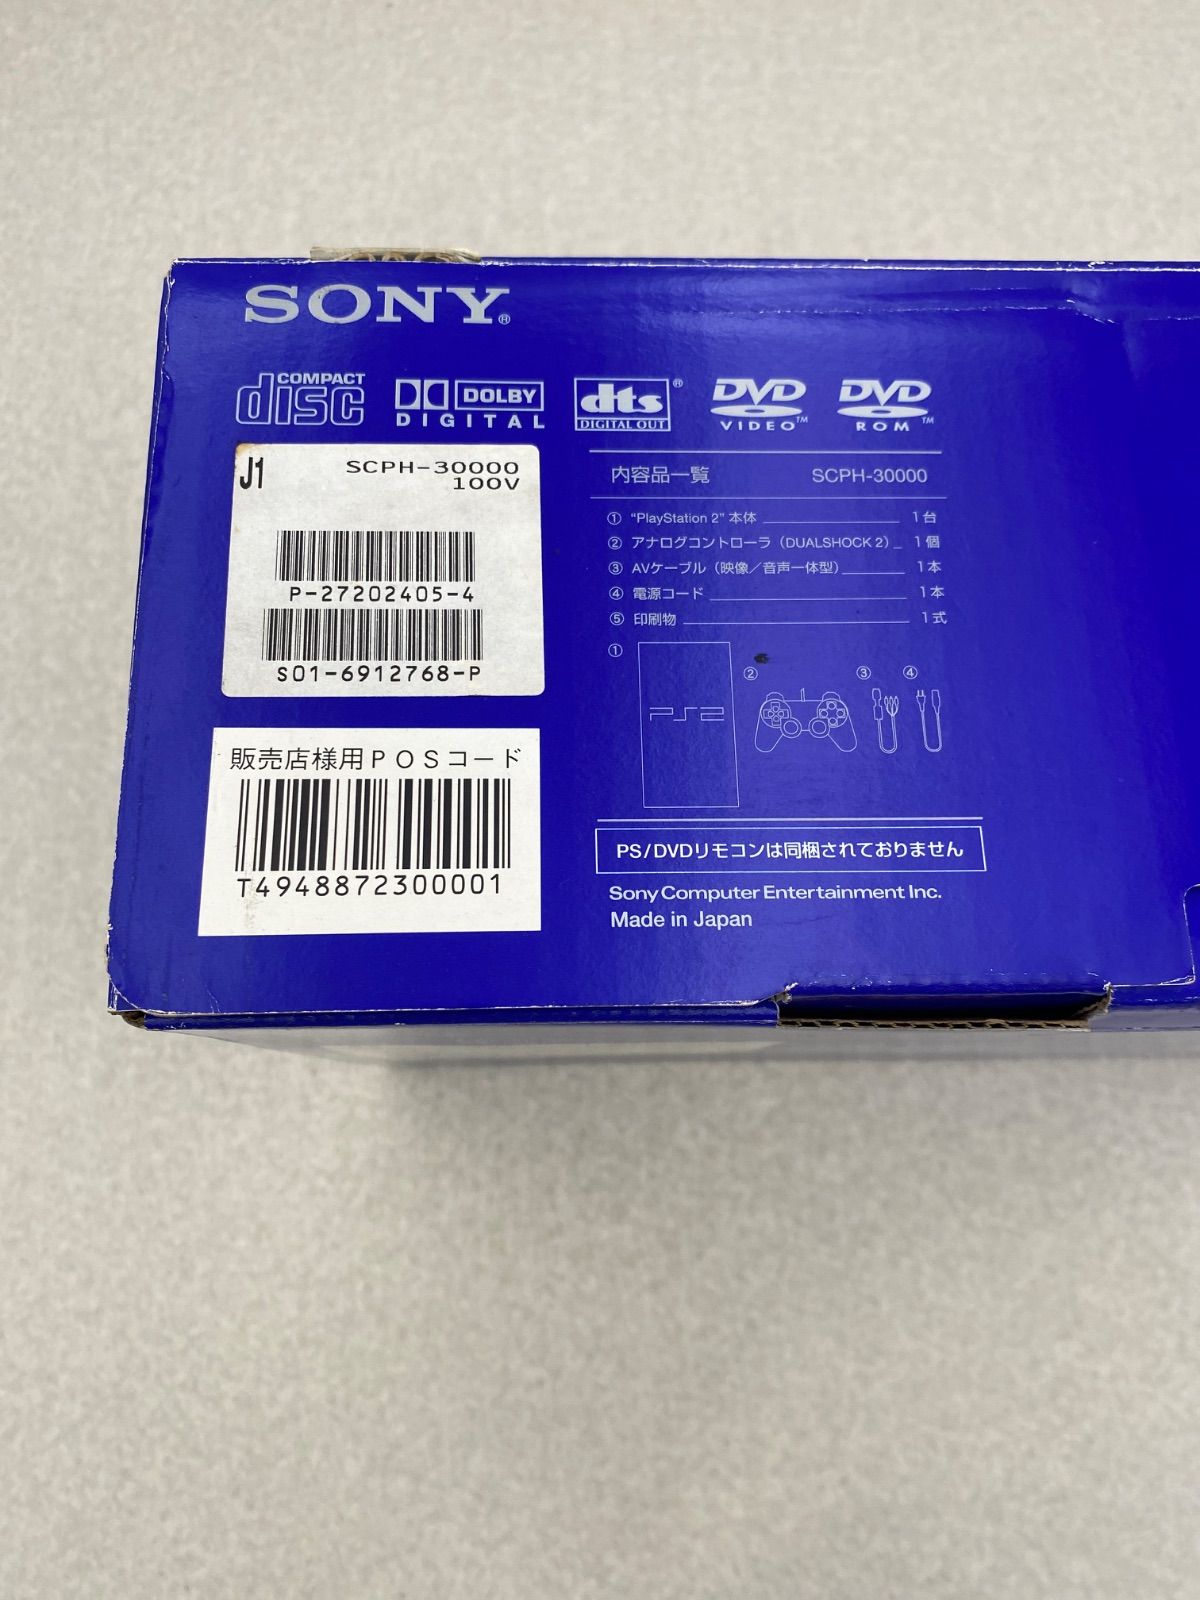 SONY®
COMPACT
disc
DOLBY
DIGITAL
dts®
DIGITAL OUT
DVD
VIDEO™
DVD
ROM™
J1
SCPH-30000
100V
P-27202405-4
S01-6912768-P
販売店様用POSコード
T4948872300001
内容品一覧 SCPH-30000
① “PlayStation 2” 本体 1台
② アナログコントローラ（DUALSHOCK 2） 1個
③ AVケーブル（映像／音声一体型） 1本
④ 電源コード 1本
⑤ 印刷物 1式
①
②
③
④
PS2
PS/DVDリモコンは同梱されておりません
Sony Computer Entertainment Inc.
Made in Japan